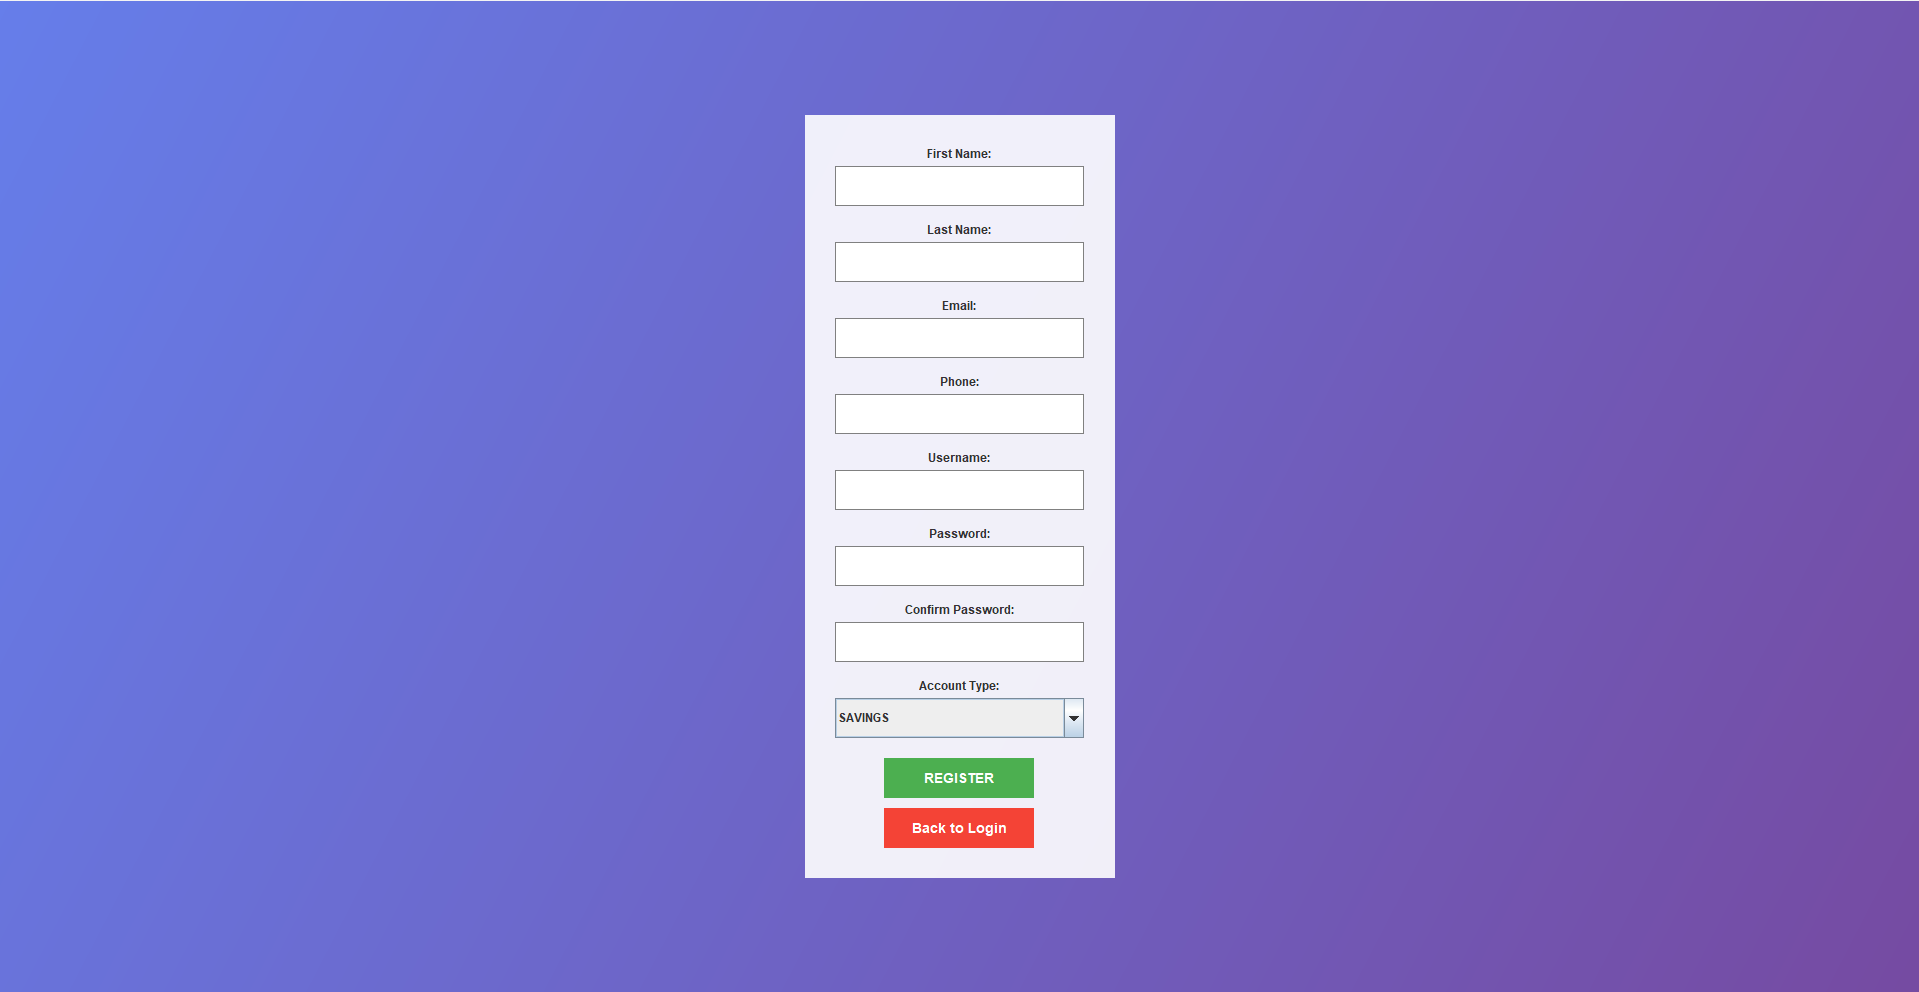 First Name:
Last Name:
Email:
Phone:
Username:
Password:
Confirm Password:
Account Type:
SAVINGS
REGISTER
Back to Login